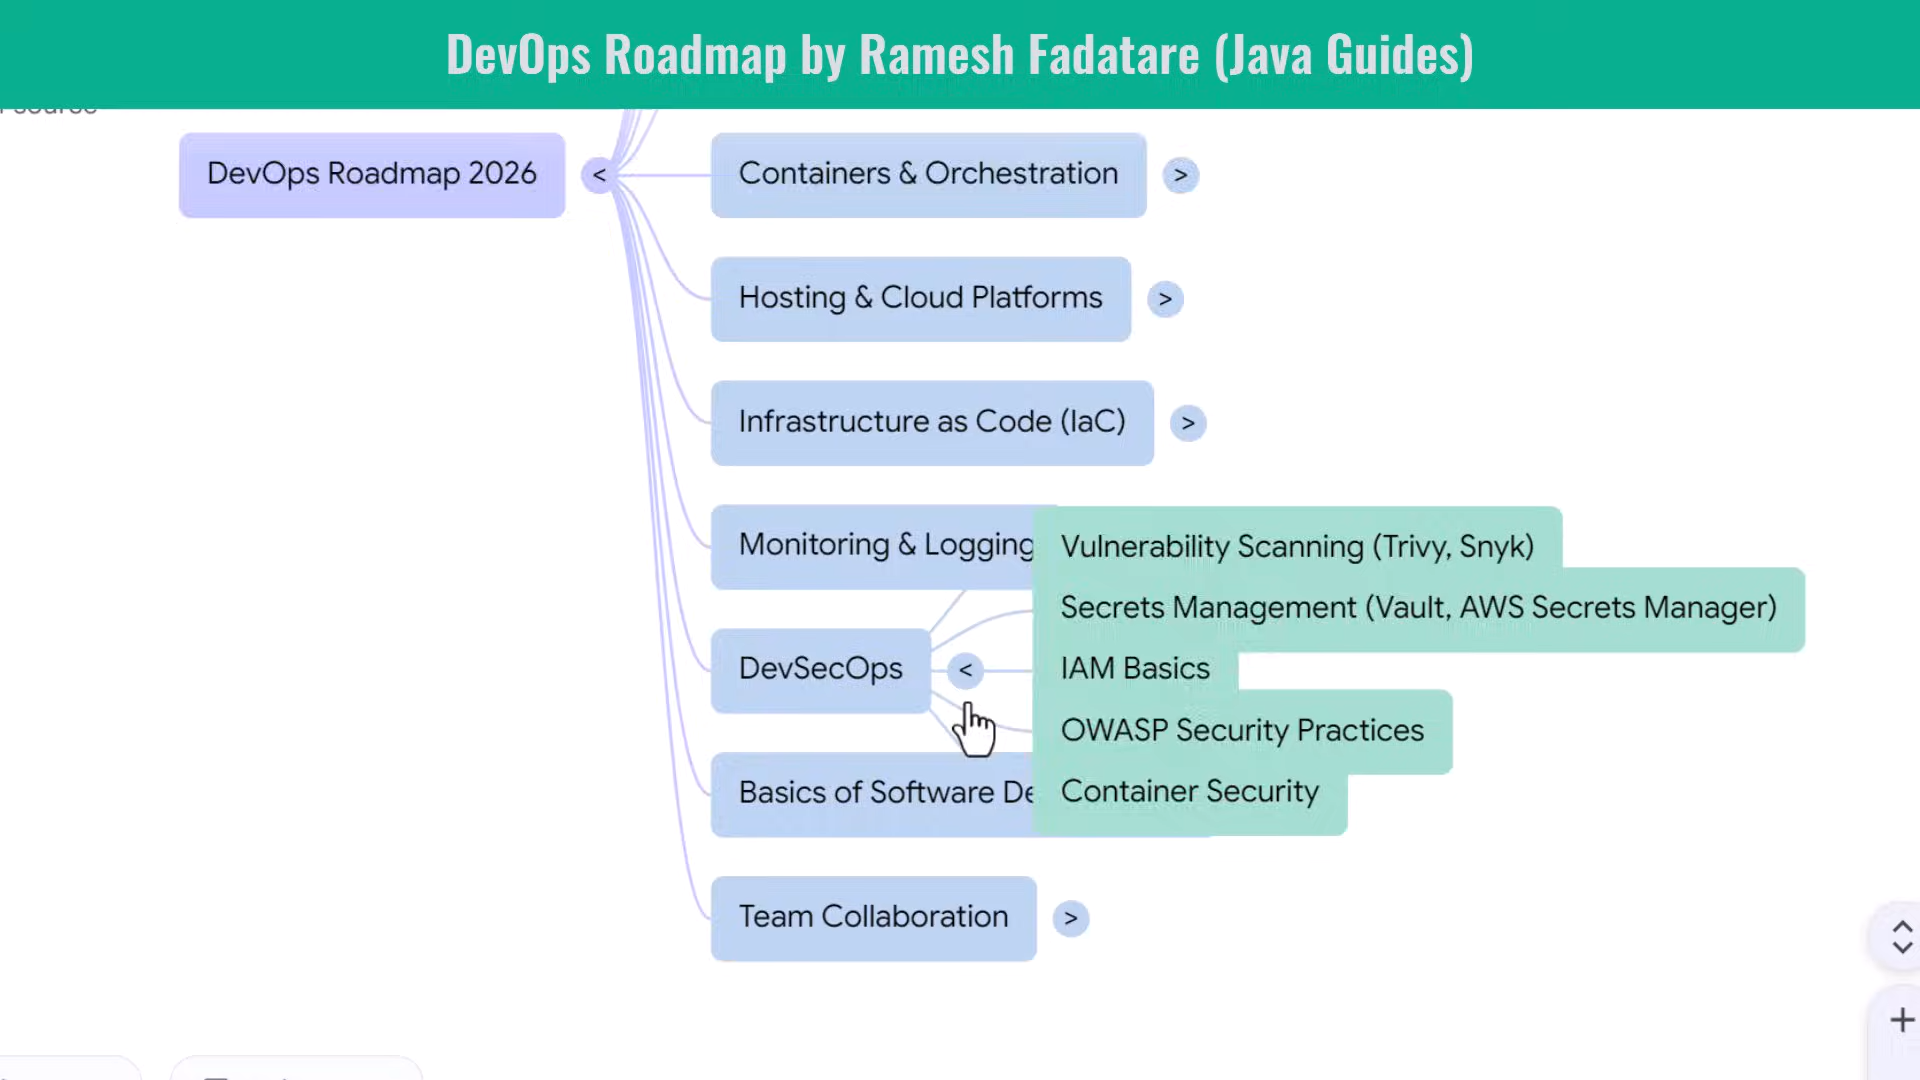 DevOps Roadmap by Ramesh Fadatare (Java Guides)
source
DevOps Roadmap 2026
<
Containers & Orchestration
>
Hosting & Cloud Platforms
>
Infrastructure as Code (IaC)
>
Monitoring & Logging
Vulnerability Scanning (Trivy, Snyk)
Secrets Management (Vault, AWS Secrets Manager)
DevSecOps
<
IAM Basics
OWASP Security Practices
Basics of Software De
Container Security
Team Collaboration
>